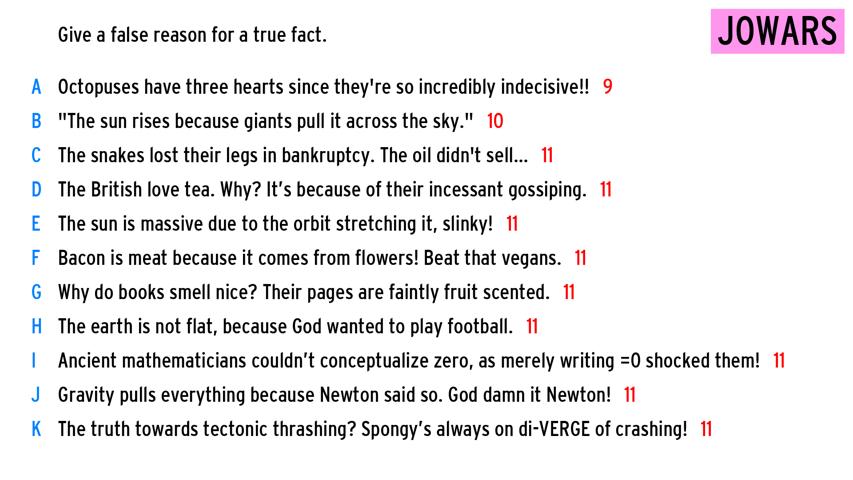 Give a false reason for a true fact.
JOWARS
A Octopuses have three hearts since they're so incredibly indecisive!! 9
B "The sun rises because giants pull it across the sky." 10
C The snakes lost their legs in bankruptcy. The oil didn't sell... 11
D The British love tea. Why? It’s because of their incessant gossiping. 11
E The sun is massive due to the orbit stretching it, slinky! 11
F Bacon is meat because it comes from flowers! Beat that vegans. 11
G Why do books smell nice? Their pages are faintly fruit scented. 11
H The earth is not flat, because God wanted to play football. 11
I Ancient mathematicians couldn’t conceptualize zero, as merely writing =0 shocked them! 11
J Gravity pulls everything because Newton said so. God damn it Newton! 11
K The truth towards tectonic thrashing? Spongy’s always on di-VERGE of crashing! 11